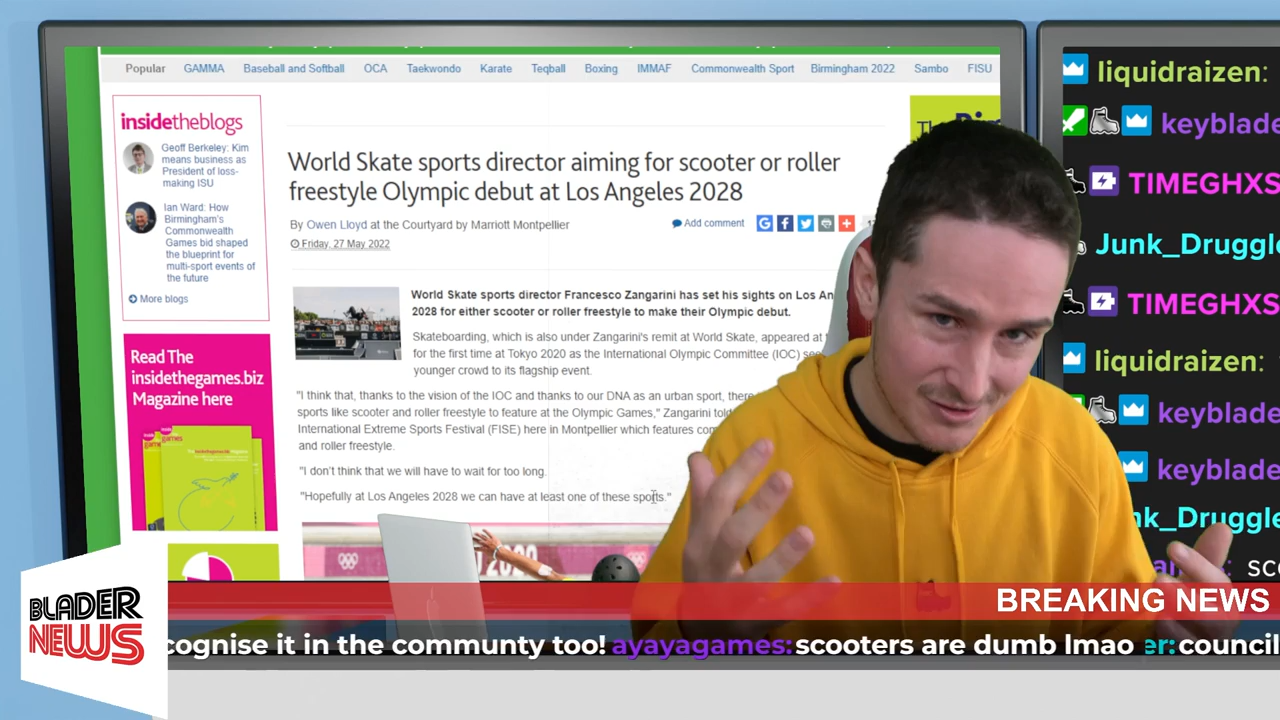 Popular GAMMA Baseball and Softball OCA Taekwondo Karate Teqball Boxing IMMAF Commonwealth Sport Birmingham 2022 Sambo FISU
insidetheblogs
Geoff Berkeley: Kim
means business as
President of loss-
making ISU
Ian Ward: How
Birmingham's
Commonwealth
Games bid shaped
the blueprint for
multi-sport events of
the future
More blogs
Read The
insidethegames.biz
Magazine here
World Skate sports director aiming for scooter or roller
freestyle Olympic debut at Los Angeles 2028
By Owen Lloyd at the Courtyard by Marriott Montpellier
Add comment
Friday, 27 May 2022
World Skate sports director Francesco Zangarini has set his sights on Los An
2028 for either scooter or roller freestyle to make their Olympic debut.
Skateboarding, which is also under Zangarini's remit at World Skate, appeared at
for the first time at Tokyo 2020 as the International Olympic Committee (IOC)
younger crowd to its flagship event.
"I think that, thanks to the vision of the IOC and thanks to our DNA as an urban sport,
sports like scooter and roller freestyle to feature at the Olympic Games," Zangarini told
International Extreme Sports Festival (FISE) here in Montpellier which features
and roller freestyle.
"I don't think that we will have to wait for too long.
"Hopefully at Los Angeles 2028 we can have at least one of these sports."
The
liquidraizen:
keyblade
TIMEGHXS
Junk_Druggle
TIMEGHXS
liquidraizen:
keyblade
keyblade
nk_Druggle
sco
BREAKING NEWS
BLADER
NEWS
cognise it in the communty too! ayayagames: scooters are dumb lmao er: council